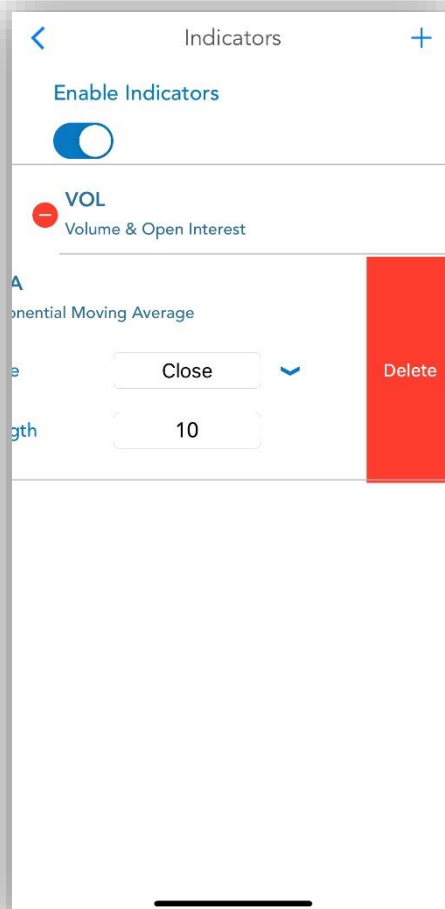 Indicators
Enable Indicators
VOL
Volume & Open Interest
A
onential Moving Average
e
Close
Delete
gth
10